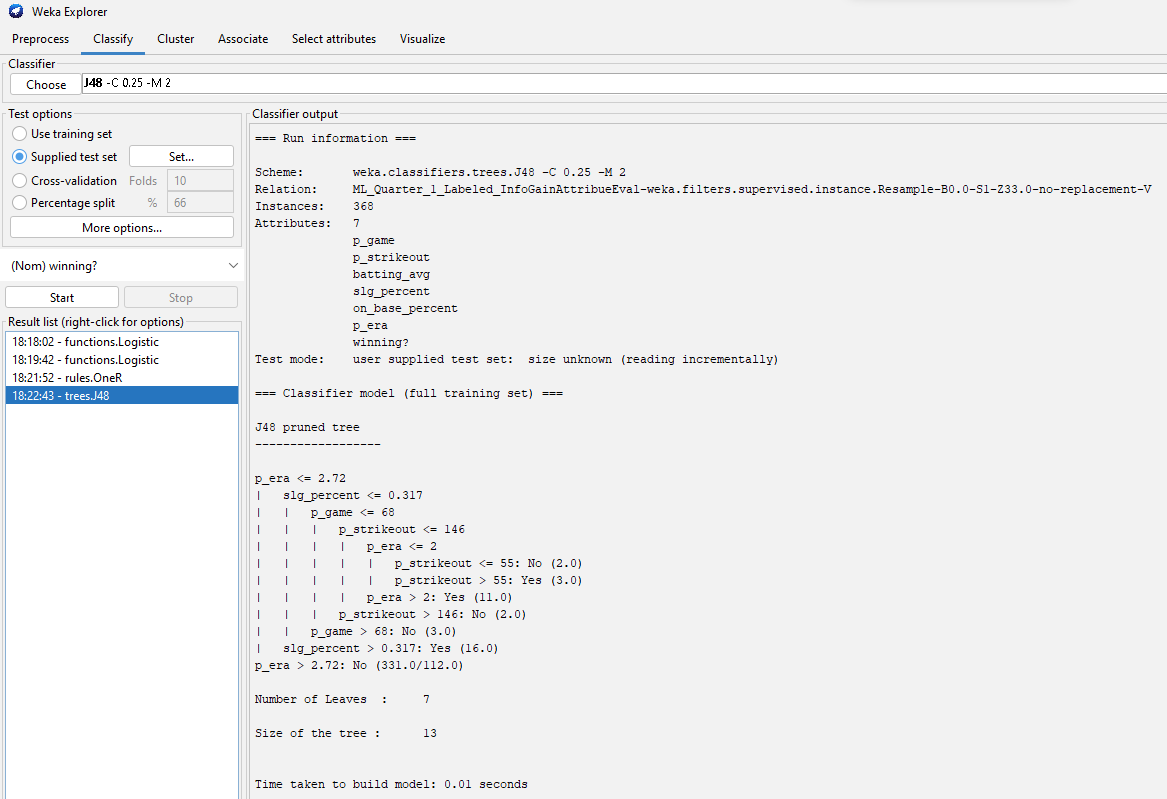 Weka Explorer
Preprocess Classify Cluster Associate Select attributes Visualize
Classifier
Choose J48 -C 0.25 -M 2
Test options
Use training set
Supplied test set Set...
Cross-validation Folds 10
Percentage split % 66
More options...
(Nom) winning?
Start Stop
Result list (right-click for options)
18:18:02 - functions.Logistic
18:19:42 - functions.Logistic
18:21:52 - rules.OneR
18:22:43 - trees.J48
Classifier output
=== Run information ===
Scheme: weka.classifiers.trees.J48 -C 0.25 -M 2
Relation: ML_Quarter_1_Labeled_InfoGainAttribueEval-weka.filters.supervised.instance.Resample-B0.0-S1-Z33.0-no-replacement-V
Instances: 368
Attributes: 7
p_game
p_strikeout
batting_avg
slg_percent
on_base_percent
p_era
winning?
Test mode: user supplied test set: size unknown (reading incrementally)
=== Classifier model (full training set) ===
J48 pruned tree
------------------
p_era <= 2.72
| slg_percent <= 0.317
| | p_game <= 68
| | | p_strikeout <= 146
| | | | p_era <= 2
| | | | | p_strikeout <= 55: No (2.0)
| | | | | p_strikeout > 55: Yes (3.0)
| | | | p_era > 2: Yes (11.0)
| | | p_strikeout > 146: No (2.0)
| | p_game > 68: No (3.0)
| slg_percent > 0.317: Yes (16.0)
p_era > 2.72: No (331.0/112.0)
Number of Leaves : 7
Size of the tree : 13
Time taken to build model: 0.01 seconds